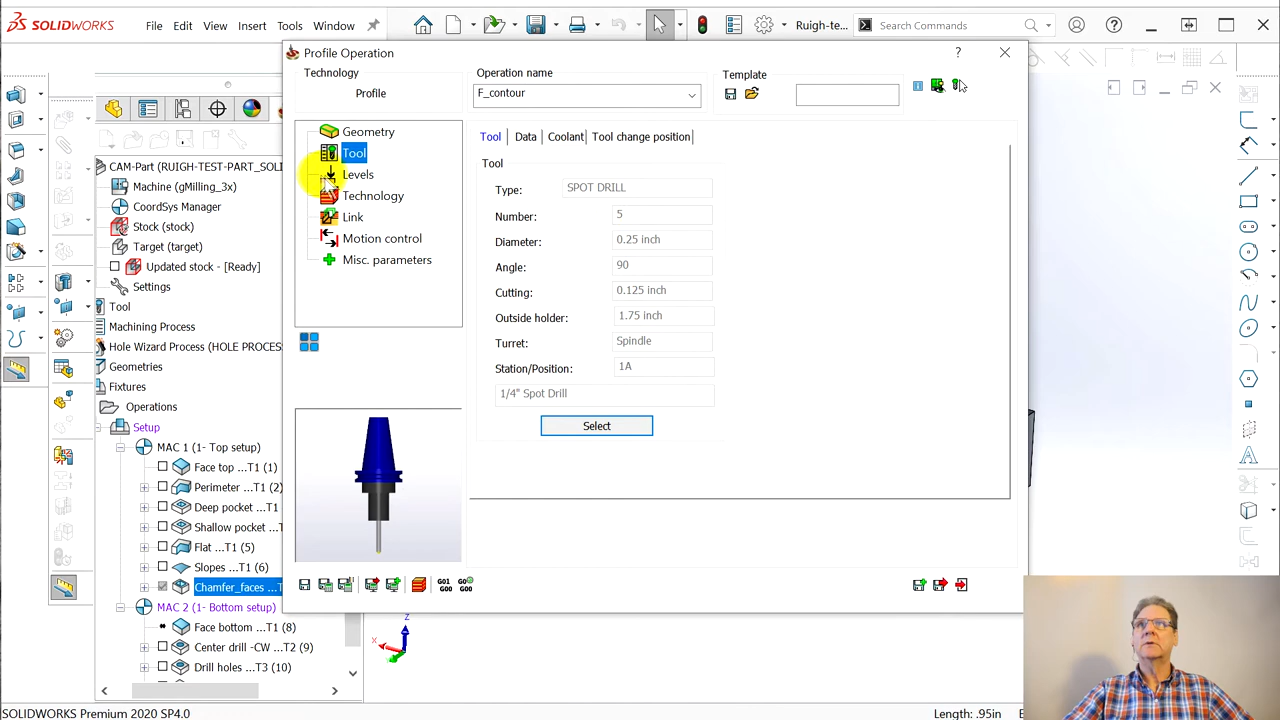 SOLIDWORKS File Edit View Insert Tools Window Ruigh-te... Search Commands
Profile Operation
Technology
Profile
Operation name
F_contour
Template
Geometry
Tool
Levels
Technology
Link
Motion control
Misc. parameters
Tool Data Coolant Tool change position
Tool
Type: SPOT DRILL
Number: 5
Diameter: 0.25 inch
Angle: 90
Cutting: 0.125 inch
Outside holder: 1.75 inch
Turret: Spindle
Station/Position: 1A
1/4" Spot Drill
Select
G01
G00
G0
G00
CAM-Part (RUIGH-TEST-PART_SOLI
Machine (gMilling_3x)
CoordSys Manager
Stock (stock)
Target (target)
Updated stock - [Ready]
Settings
Tool
Machining Process
Hole Wizard Process (HOLE PROCES
Geometries
Fixtures
Operations
Setup
MAC 1 (1- Top setup)
Face top ...T1 (1)
Perimeter ...T1 (2)
Deep pocket ...T1
Shallow pocket ...
Flat ...T1 (5)
Slopes ...T1 (6)
Chamfer_faces ...T
MAC 2 (1- Bottom setup)
Face bottom ...T1 (8)
Center drill -CW ...T2 (9)
Drill holes ...T3 (10)
Z
X
SOLIDWORKS Premium 2020 SP4.0
Length: .95in